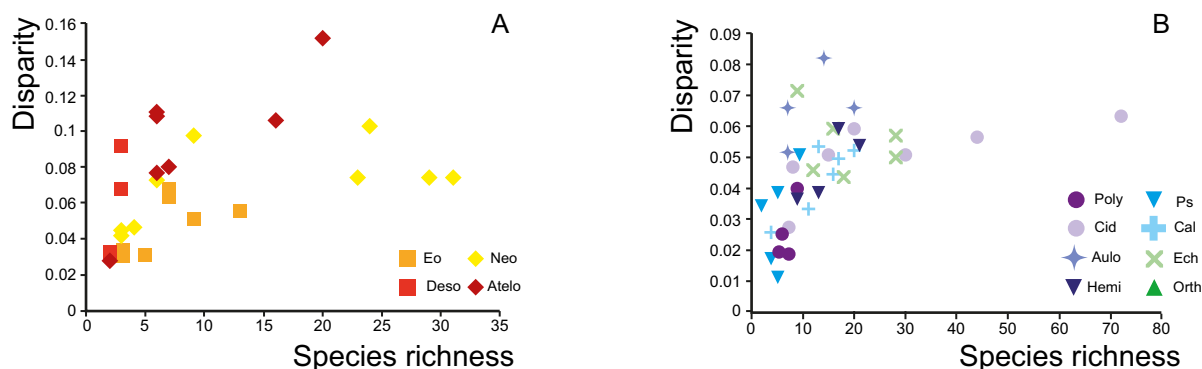 A
Disparity
0.16
0.14
0.12
0.1
0.08
0.06
0.04
0.02
0
0
5
10
15
20
25
30
35
Species richness
Eo
Neo
Deso
Atelo
B
Disparity
0.09
0.08
0.07
0.06
0.05
0.04
0.03
0.02
0.01
0
0
10
20
30
40
50
60
70
80
Species richness
Poly
Ps
Cid
Cal
Aulo
Ech
Hemi
Orth